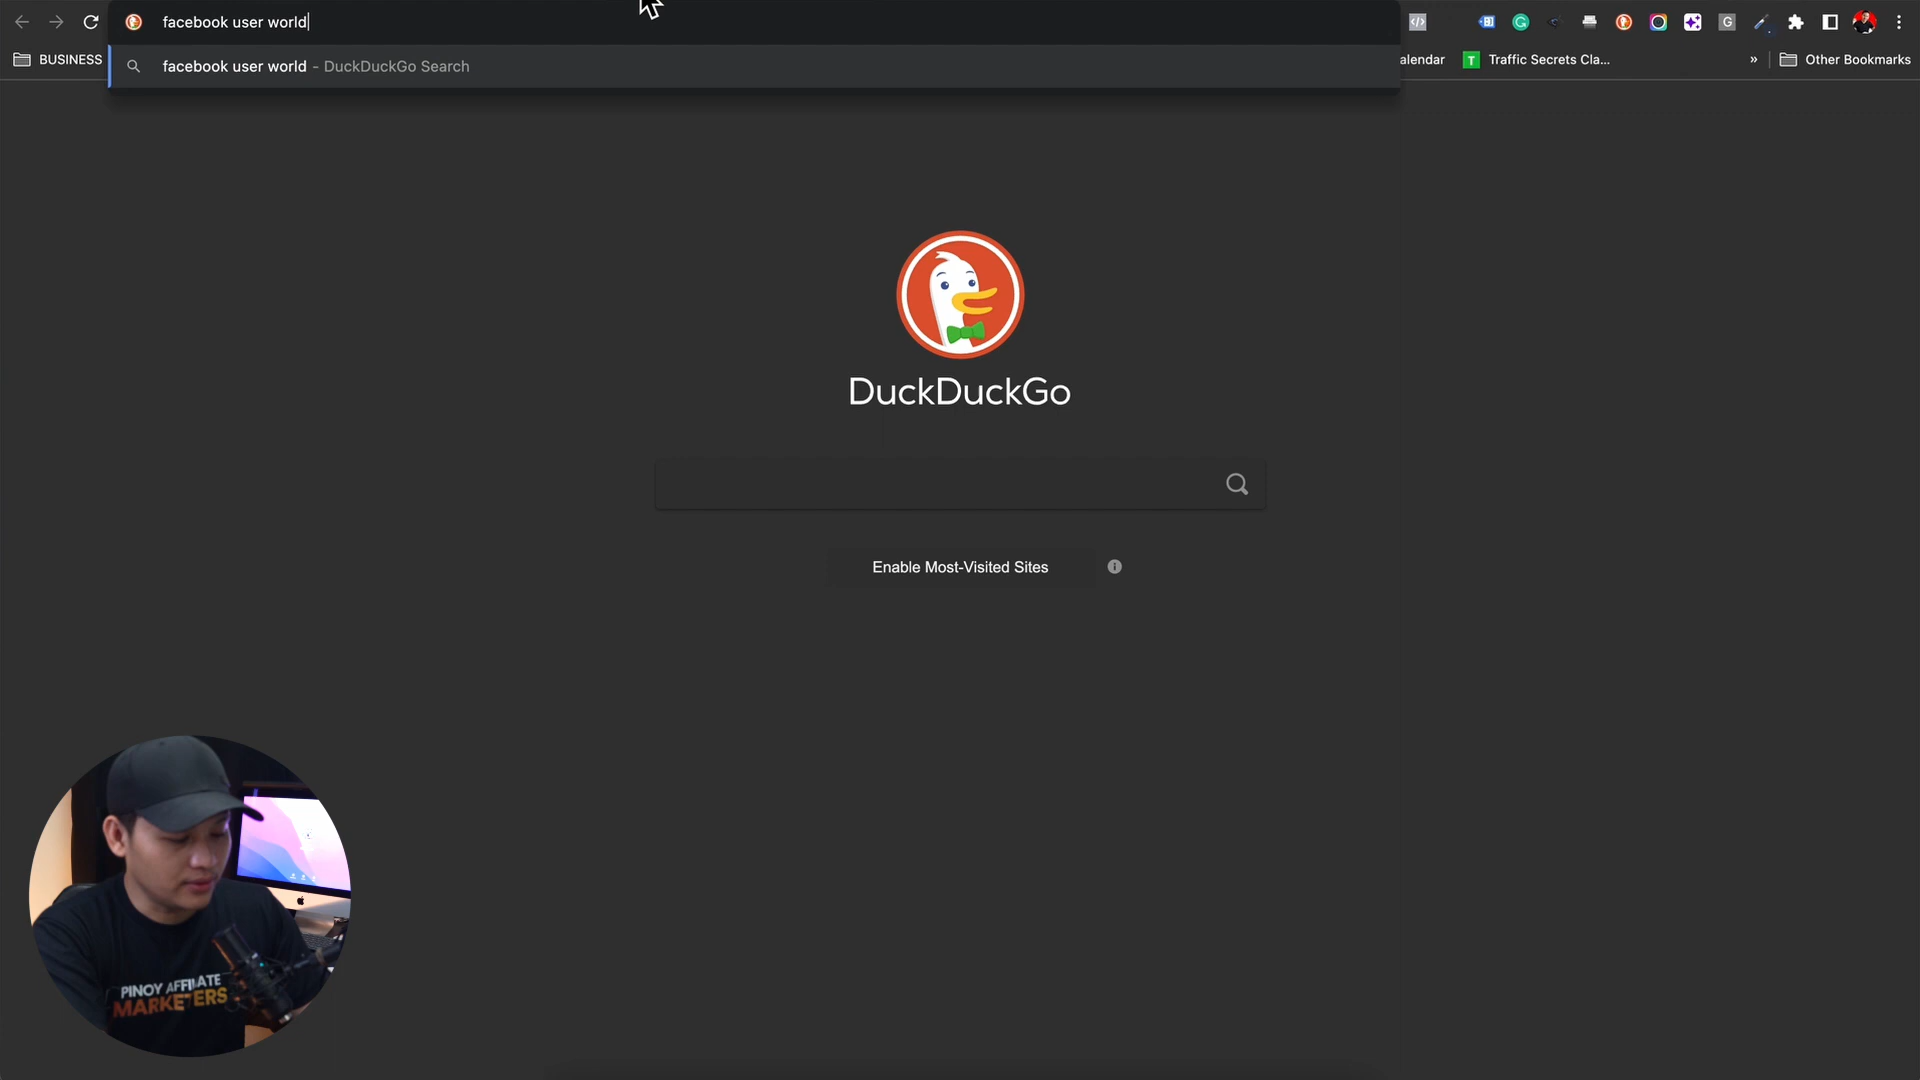 facebook user world
BUSINESS
facebook user world - DuckDuckGo Search
alendar
T
Traffic Secrets Cla...
»
Other Bookmarks
DuckDuckGo
Enable Most-Visited Sites
PINOY AFFILIATE
MARKETERS